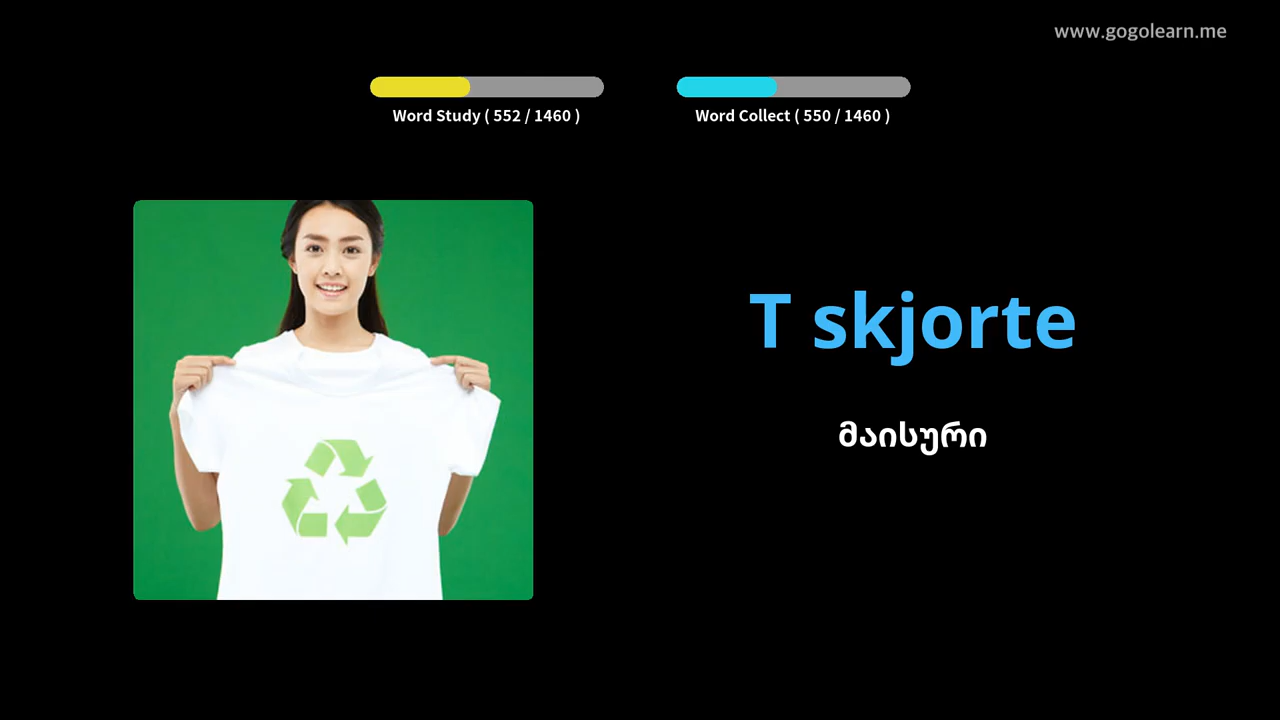 www.gogolearn.me
Word Study ( 552 / 1460 )
Word Collect ( 550 / 1460 )
T skjorte
მაისური